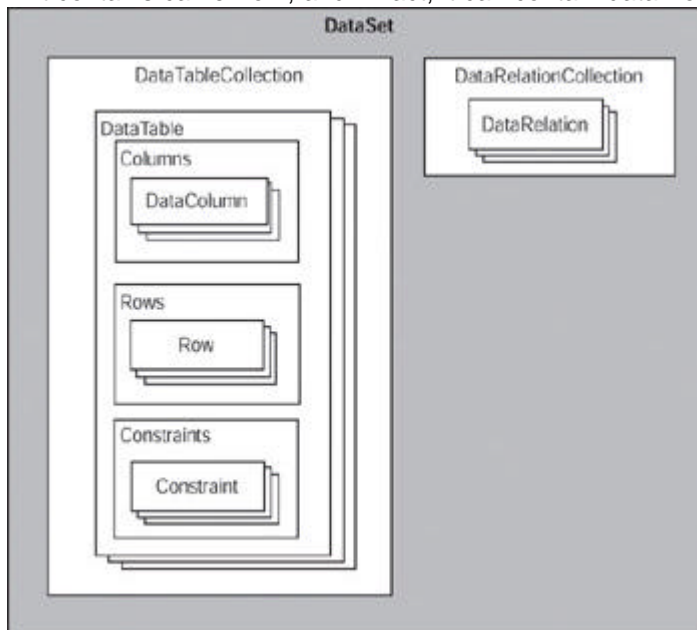 DataSet
DataTableCollection
DataTable
Columns
DataColumn
Rows
Row
Constraints
Constraint
DataRelationCollection
DataRelation